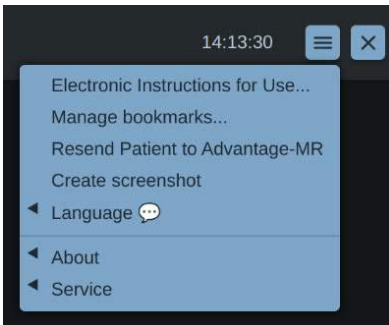 14:13:30
Electronic Instructions for Use...
Manage bookmarks...
Resend Patient to Advantage-MR
Create screenshot
Language 💬
About
Service